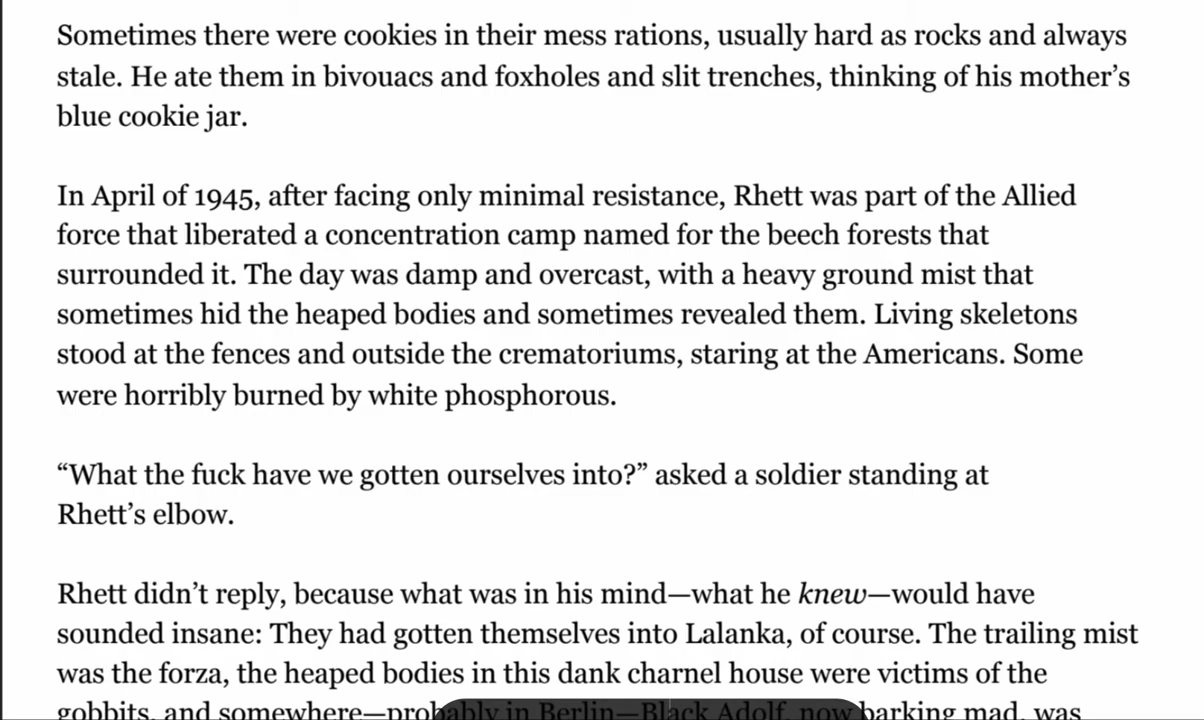 Sometimes there were cookies in their mess rations, usually hard as rocks and always
stale. He ate them in bivouacs and foxholes and slit trenches, thinking of his mother’s
blue cookie jar.
In April of 1945, after facing only minimal resistance, Rhett was part of the Allied
force that liberated a concentration camp named for the beech forests that
surrounded it. The day was damp and overcast, with a heavy ground mist that
sometimes hid the heaped bodies and sometimes revealed them. Living skeletons
stood at the fences and outside the crematoriums, staring at the Americans. Some
were horribly burned by white phosphorous.
“What the fuck have we gotten ourselves into?” asked a soldier standing at
Rhett’s elbow.
Rhett didn’t reply, because what was in his mind—what he knew—would have
sounded insane: They had gotten themselves into Lalanka, of course. The trailing mist
was the forza, the heaped bodies in this dank charnel house were victims of the
gobbits, and somewhere—probably in Berlin—Black Adolf, now barking mad, was